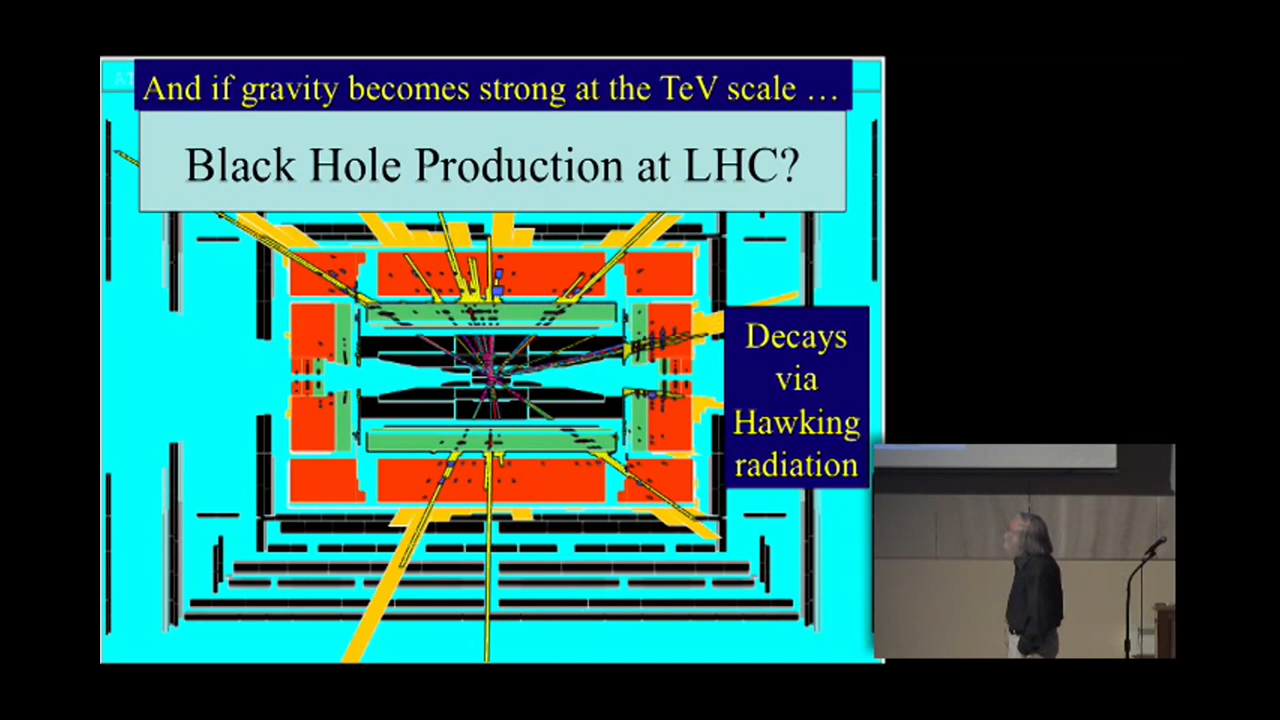 And if gravity becomes strong at the TeV scale ...
Black Hole Production at LHC?
Decays
via
Hawking
radiation